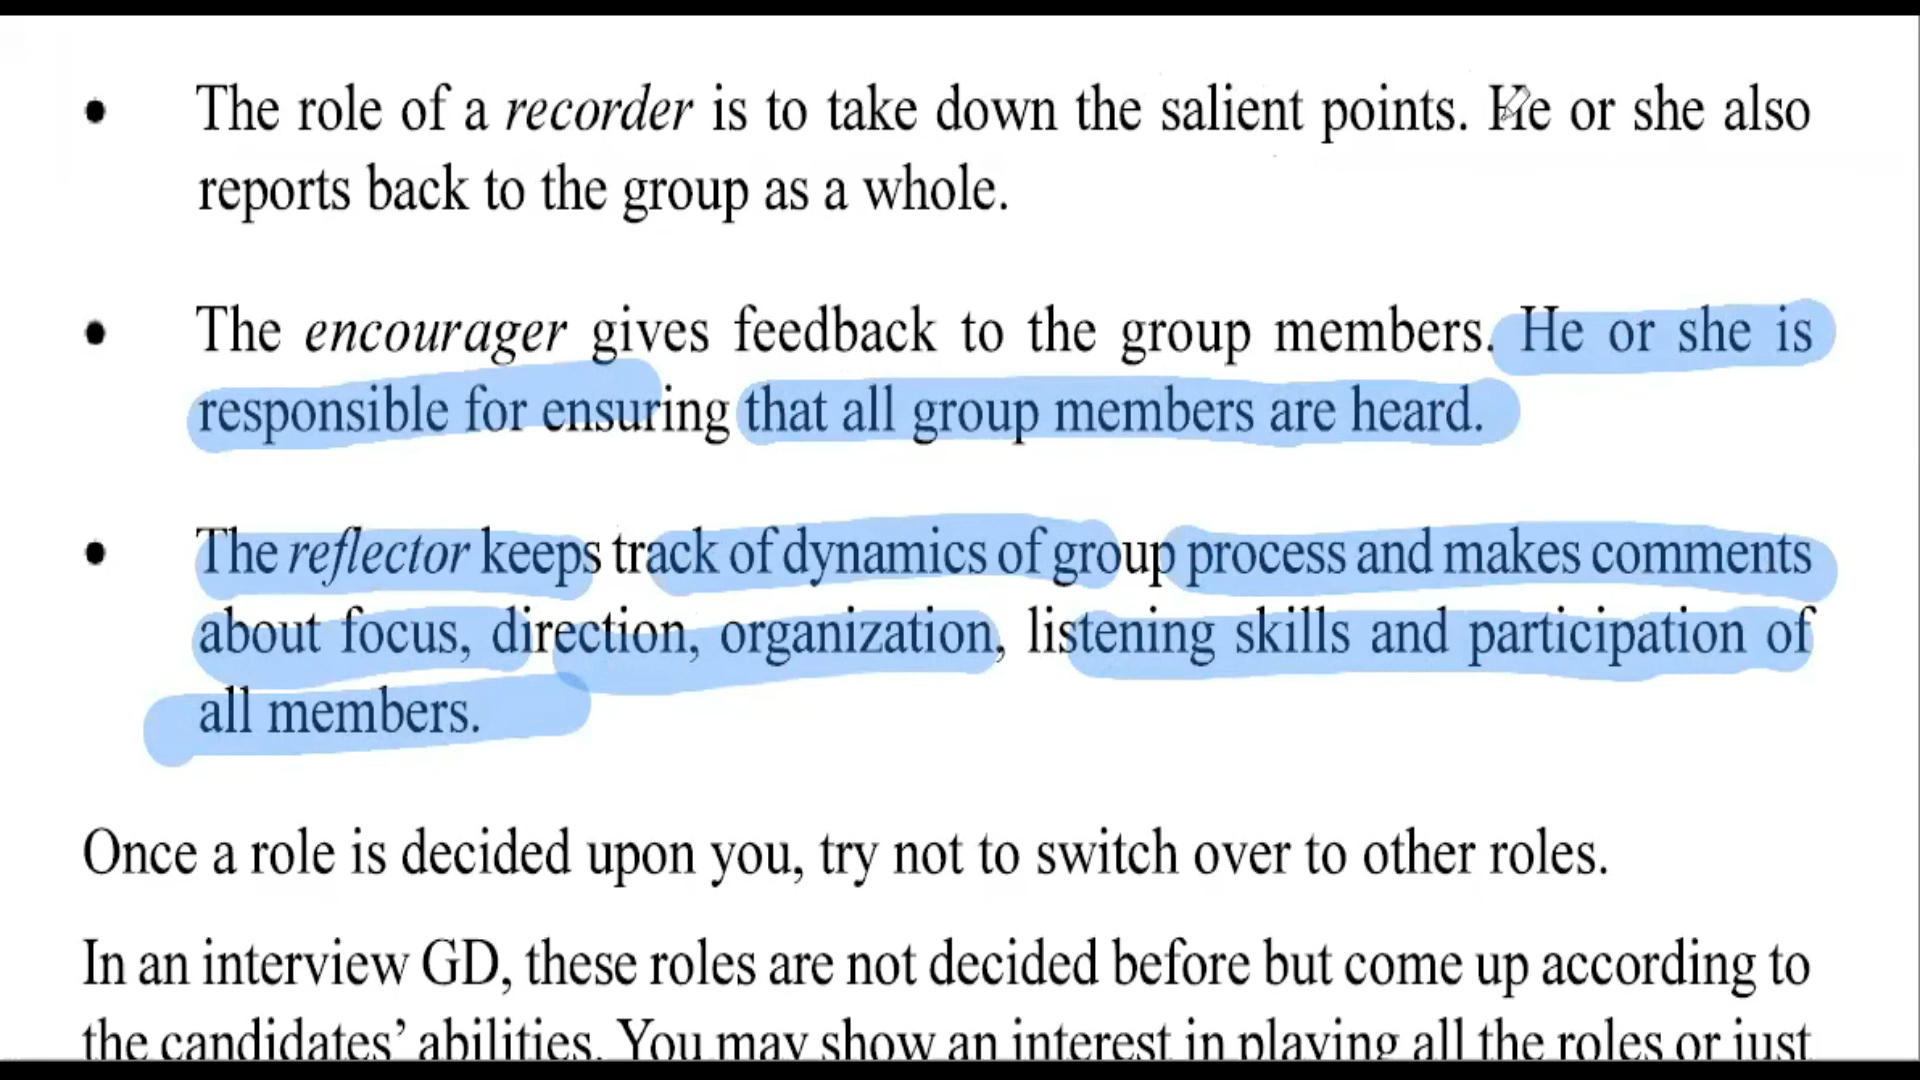 • The role of a recorder is to take down the salient points. He or she also
reports back to the group as a whole.
• The encourager gives feedback to the group members. He or she is
responsible for ensuring that all group members are heard.
• The reflector keeps track of dynamics of group process and makes comments
about focus, direction, organization, listening skills and participation of
all members.
Once a role is decided upon you, try not to switch over to other roles.
In an interview GD, these roles are not decided before but come up according to
the candidates’ abilities. You may show an interest in playing all the roles or just